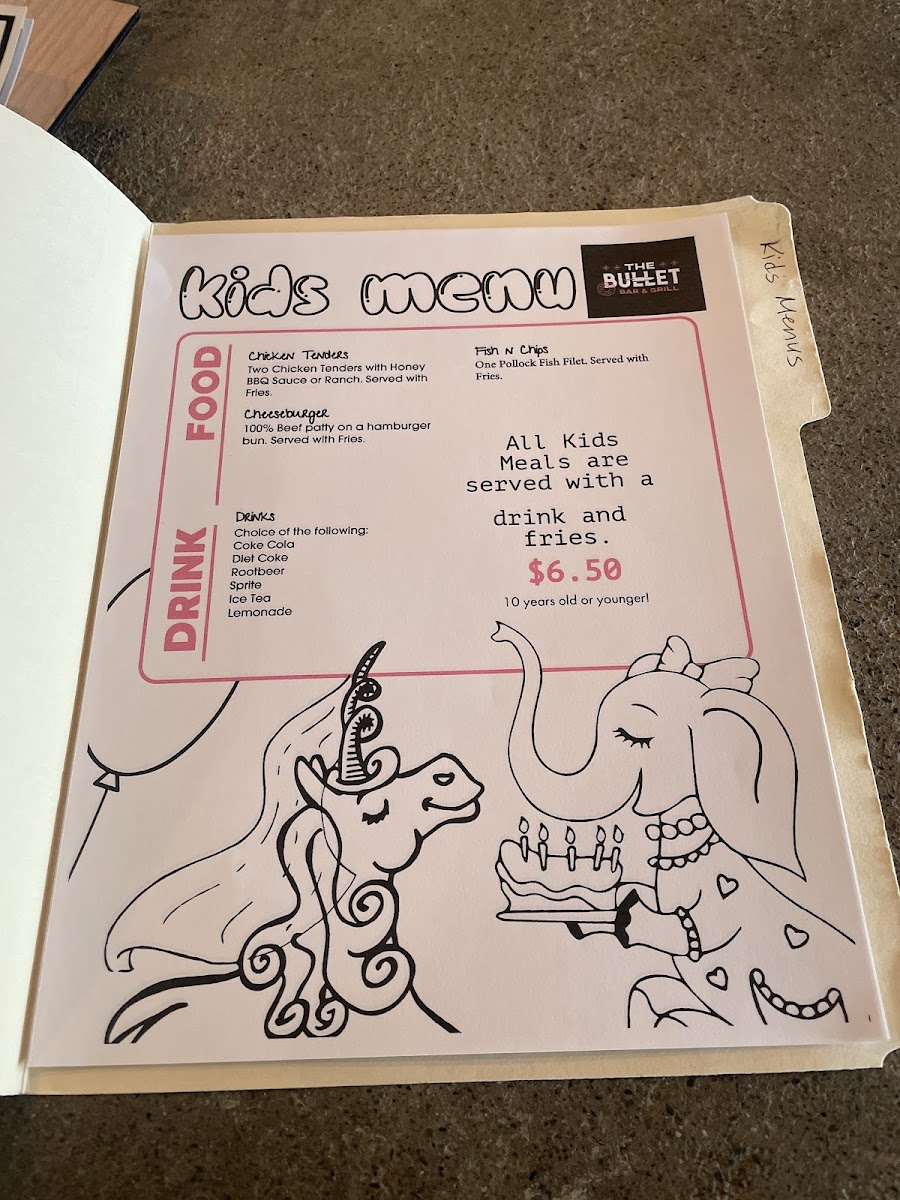 Kids menu
THE
BULLET
BAR & GRILL
Kids Menus
FOOD
Chicken Tenders
Two Chicken Tenders with Honey
BBQ Sauce or Ranch. Served with
Fries.
Cheeseburger
100% Beef patty on a hamburger
bun. Served with Fries.
Fish N Chips
One Pollock Fish Filet. Served with
Fries.
All Kids
Meals are
served with a
drink and
fries.
$6.50
10 years old or younger!
DRINK
Drinks
Choice of the following:
Coke Cola
Diet Coke
Rootbeer
Sprite
Ice Tea
Lemonade